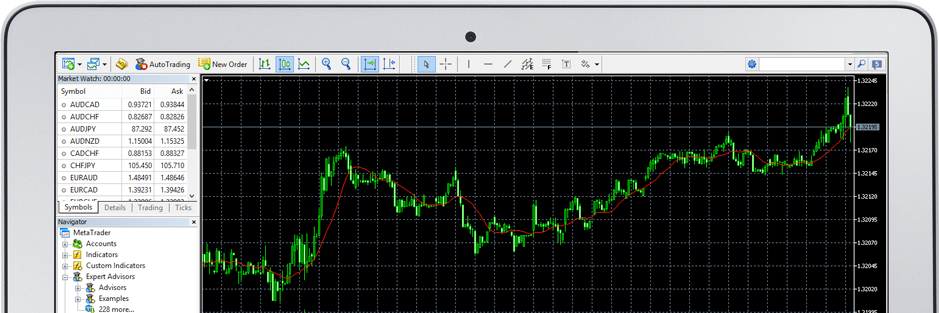 AutoTrading New Order
Market Watch: 00:00:00
Symbol Bid Ask
AUDCAD 0.93721 0.93844
AUDCHF 0.82687 0.82826
AUDJPY 87.292 87.452
AUDNZD 1.15004 1.15325
CADCHF 0.88153 0.88327
CHFJPY 105.450 105.710
EURAUD 1.48491 1.48646
EURCAD 1.39231 1.39426
Symbols Details Trading Ticks
Navigator
MetaTrader
Accounts
Indicators
Custom Indicators
Expert Advisors
Advisors
Examples
228 more...
1.32245
1.32220
1.32195
1.32170
1.32145
1.32120
1.32095
1.32070
1.32045
1.32020